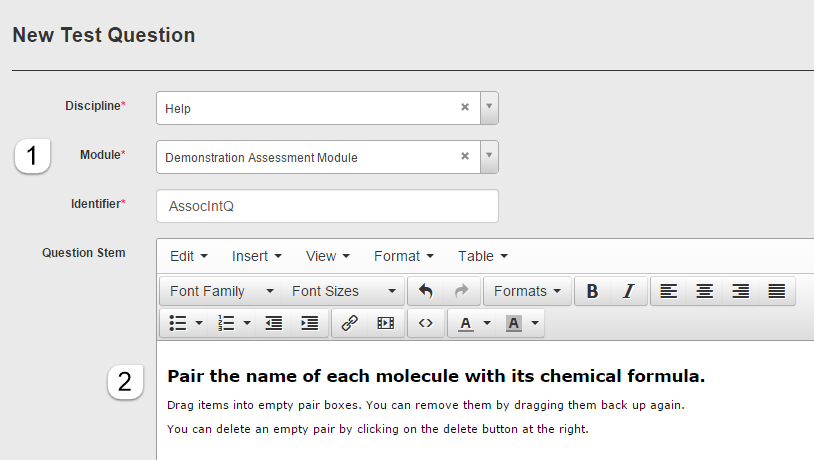 New Test Question
Discipline*
Help
1
Module*
Demonstration Assessment Module
Identifier*
AssocIntQ
Question Stem
Edit Insert View Format Table
Font Family Font Sizes Formats B I
A A
2
Pair the name of each molecule with its chemical formula.
Drag items into empty pair boxes. You can remove them by dragging them back up again.
You can delete an empty pair by clicking on the delete button at the right.